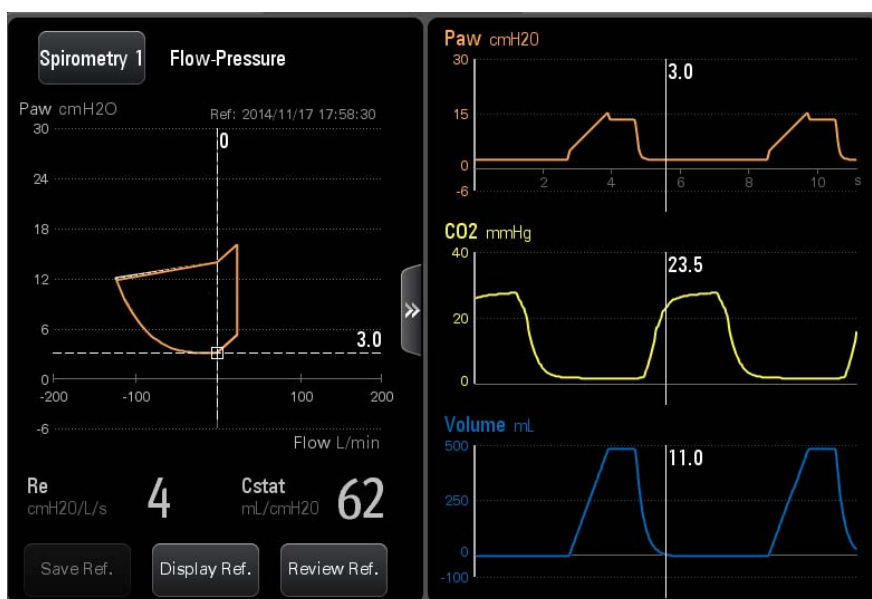 Spirometry 1 Flow-Pressure
Paw cmH2O Ref: 2014/11/17 17:58:30
30
0
24
18
12
6
3.0
0
-200 -100 100 200
-6
Flow L/min
Re
cmH2O/L/s
4
Cstat
mL/cmH2O
62
Save Ref. Display Ref. Review Ref.
»
Paw cmH2O
30
3.0
15
0
2 4 6 8 10 s
-6
CO2 mmHg
40
23.5
20
0
Volume mL
500
11.0
250
0
-100